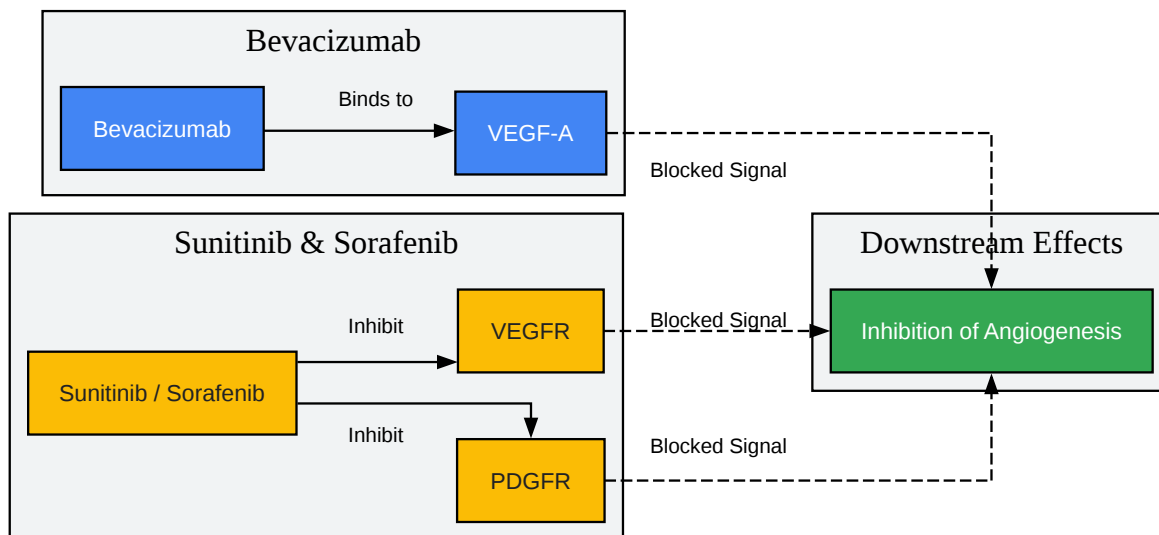 Bevacizumab
Binds to
Bevacizumab
VEGF-A
Blocked Signal
Sunitinib & Sorafenib
Downstream Effects
Inhibit
VEGFR
Blocked Signal
Inhibition of Angiogenesis
Sunitinib / Sorafenib
Inhibit
PDGFR
Blocked Signal